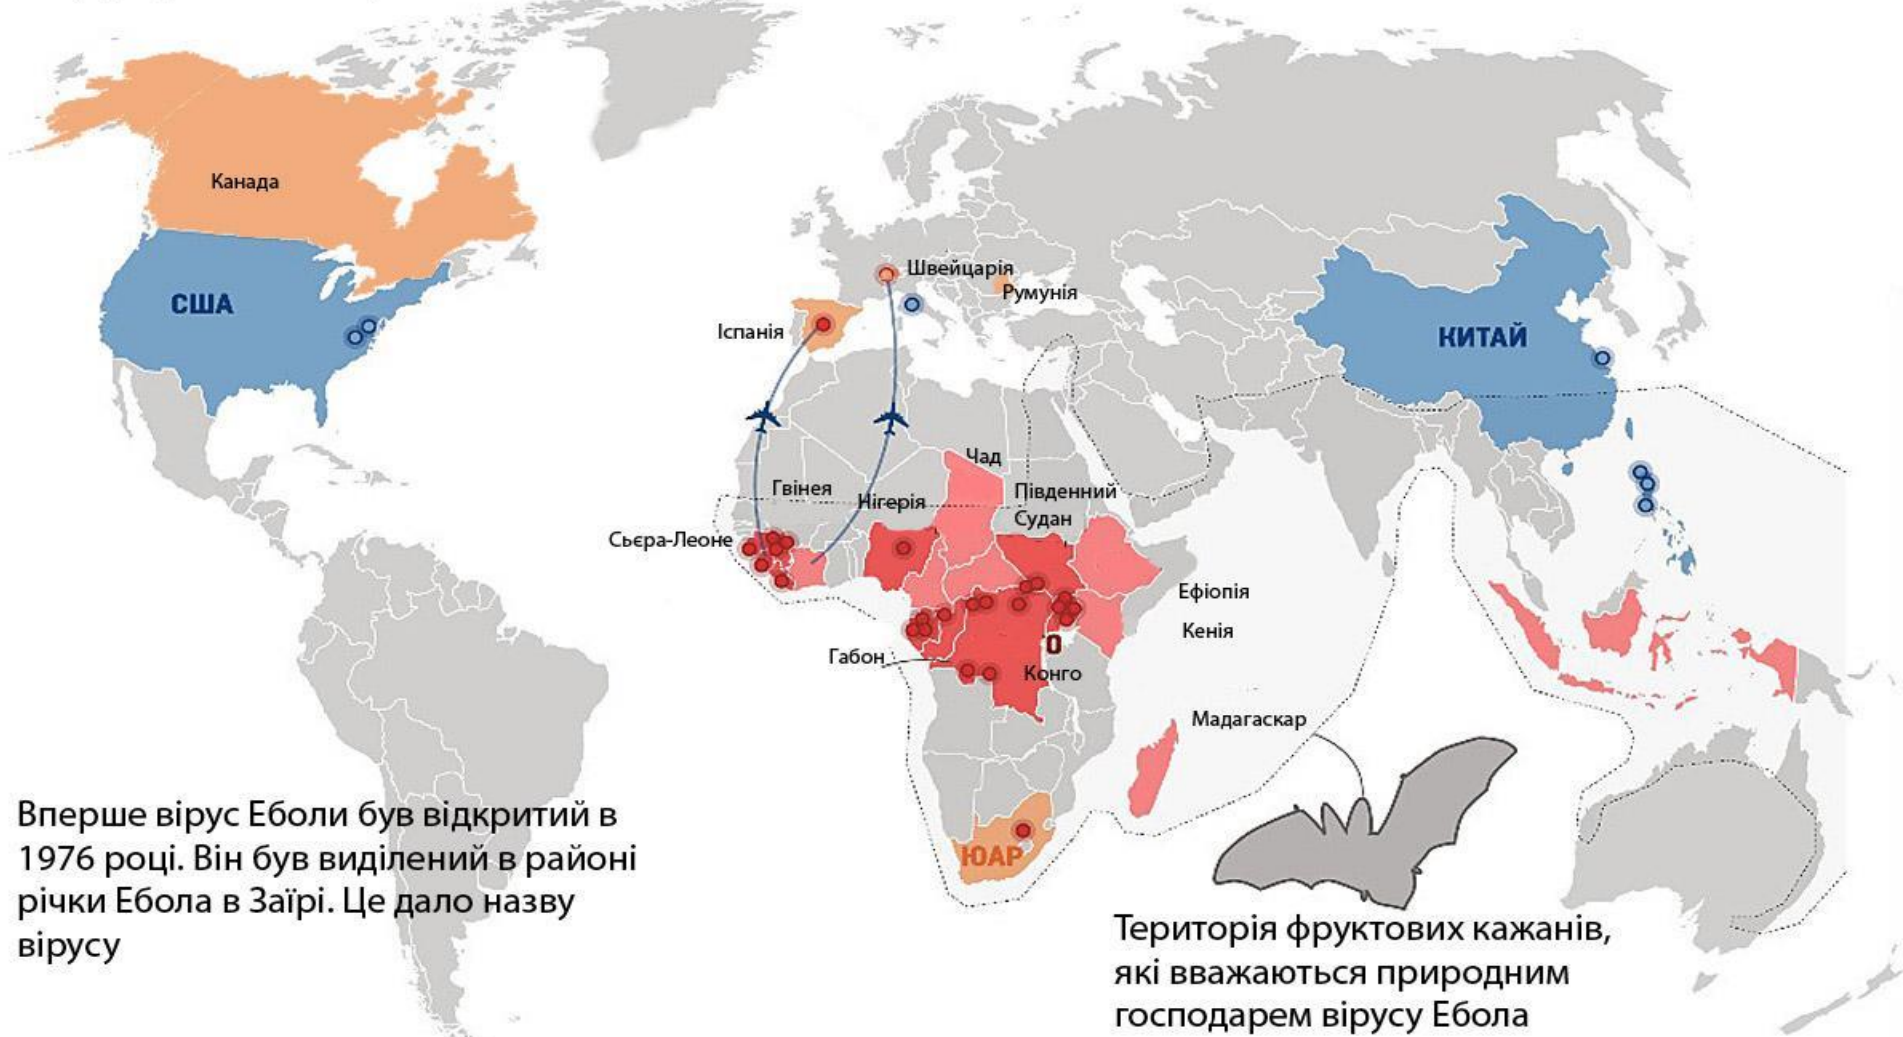 Канада
США
Швейцарія
Румунія
Іспанія
КИТАЙ
Чад
Гвінея
Нігерія
Південний
Судан
Сьєра-Леоне
Ефіопія
Кенія
Габон
Конго
Мадагаскар
ЮАР
Вперше вірус Еболи був відкритий в
1976 році. Він був виділений в районі
річки Ебола в Заїрі. Це дало назву
вірусу
Територія фруктових кажанів,
які вважаються природним
господарем вірусу Ебола